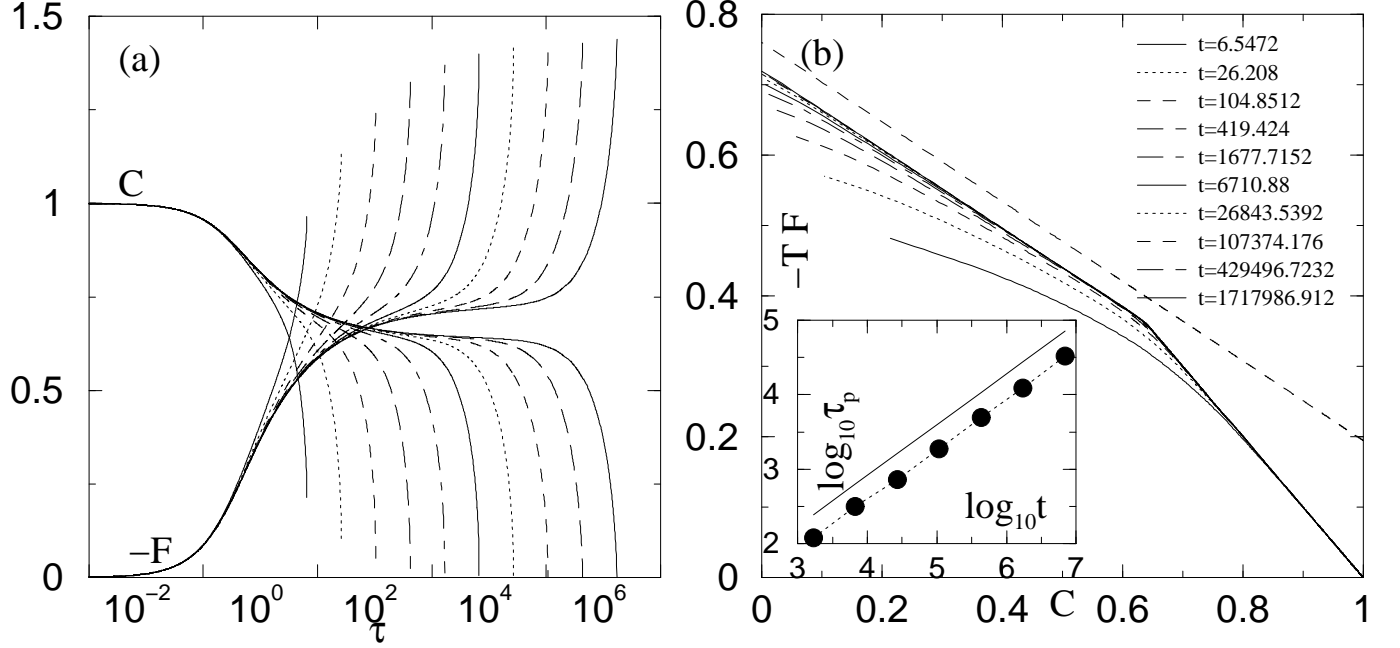 (a)
1.5
1
0.5
0
C
–F
10^-2
10^0
10^2
10^4
10^6
τ
(b)
0.8
0.6
0.4
0.2
0
–T F
t=6.5472
t=26.208
t=104.8512
t=419.424
t=1677.7152
t=6710.88
t=26843.5392
t=107374.176
t=429496.7232
t=1717986.912
5
4
3
2
log₁₀τₚ
log₁₀t
3
4
5
6
7
0
0.2
0.4
C
0.6
0.8
1